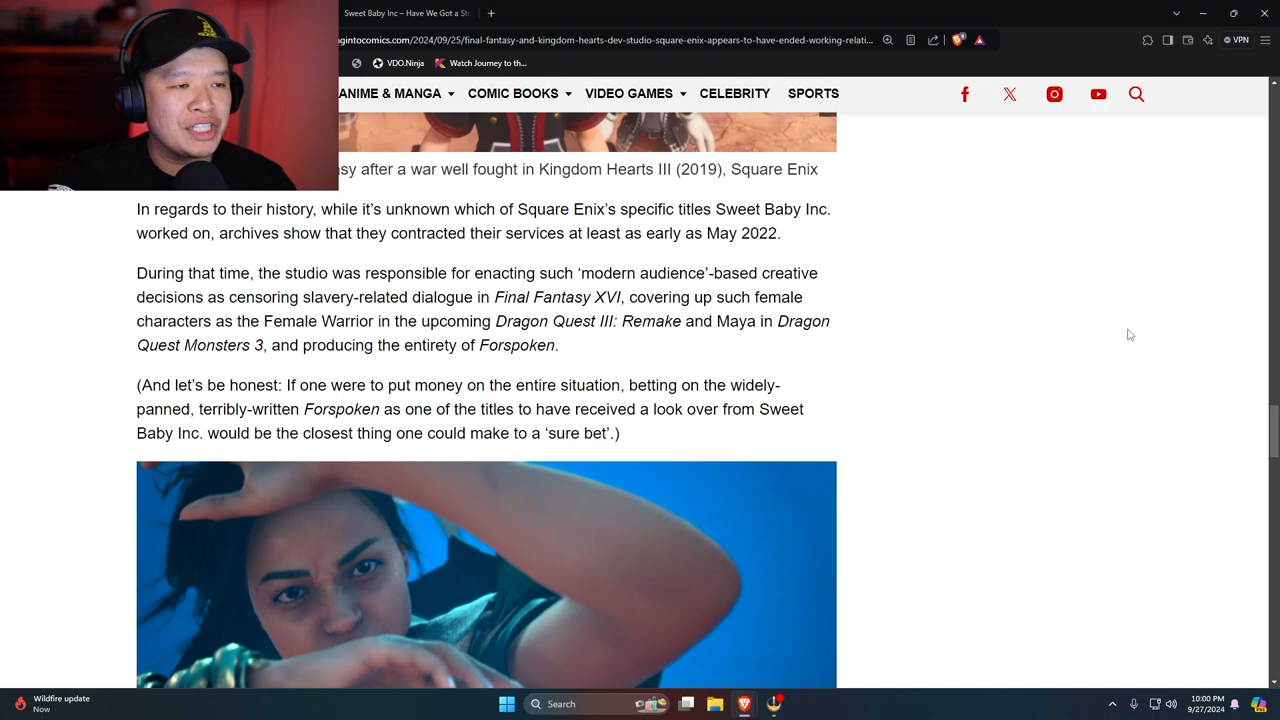 Sweet Baby Inc – Have We Got a St
gintocomics.com/2024/09/25/final-fantasy-and-kingdom-hearts-dev-studio-square-enix-appears-to-have-ended-working-relati...
VPN
VDO.Ninja
Watch Journey to th...
ANIME & MANGA
COMIC BOOKS
VIDEO GAMES
CELEBRITY
SPORTS
sy after a war well fought in Kingdom Hearts III (2019), Square Enix
In regards to their history, while it’s unknown which of Square Enix’s specific titles Sweet Baby Inc.
worked on, archives show that they contracted their services at least as early as May 2022.
During that time, the studio was responsible for enacting such ‘modern audience’-based creative
decisions as censoring slavery-related dialogue in Final Fantasy XVI, covering up such female
characters as the Female Warrior in the upcoming Dragon Quest III: Remake and Maya in Dragon
Quest Monsters 3, and producing the entirety of Forspoken.
(And let’s be honest: If one were to put money on the entire situation, betting on the widely-
panned, terribly-written Forspoken as one of the titles to have received a look over from Sweet
Baby Inc. would be the closest thing one could make to a ‘sure bet’.)
Wildfire update
Now
Search
10:00 PM
9/27/2024